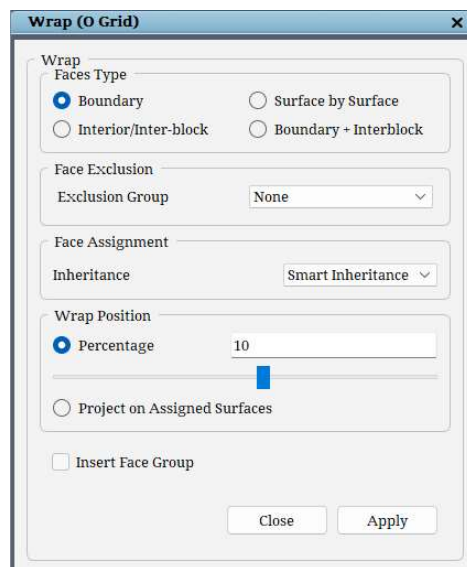 Wrap (O Grid)
Wrap
Faces Type
Boundary
Surface by Surface
Interior/Inter-block
Boundary + Interblock
Face Exclusion
Exclusion Group
None
Face Assignment
Inheritance
Smart Inheritance
Wrap Position
Percentage
10
Project on Assigned Surfaces
Insert Face Group
Close
Apply